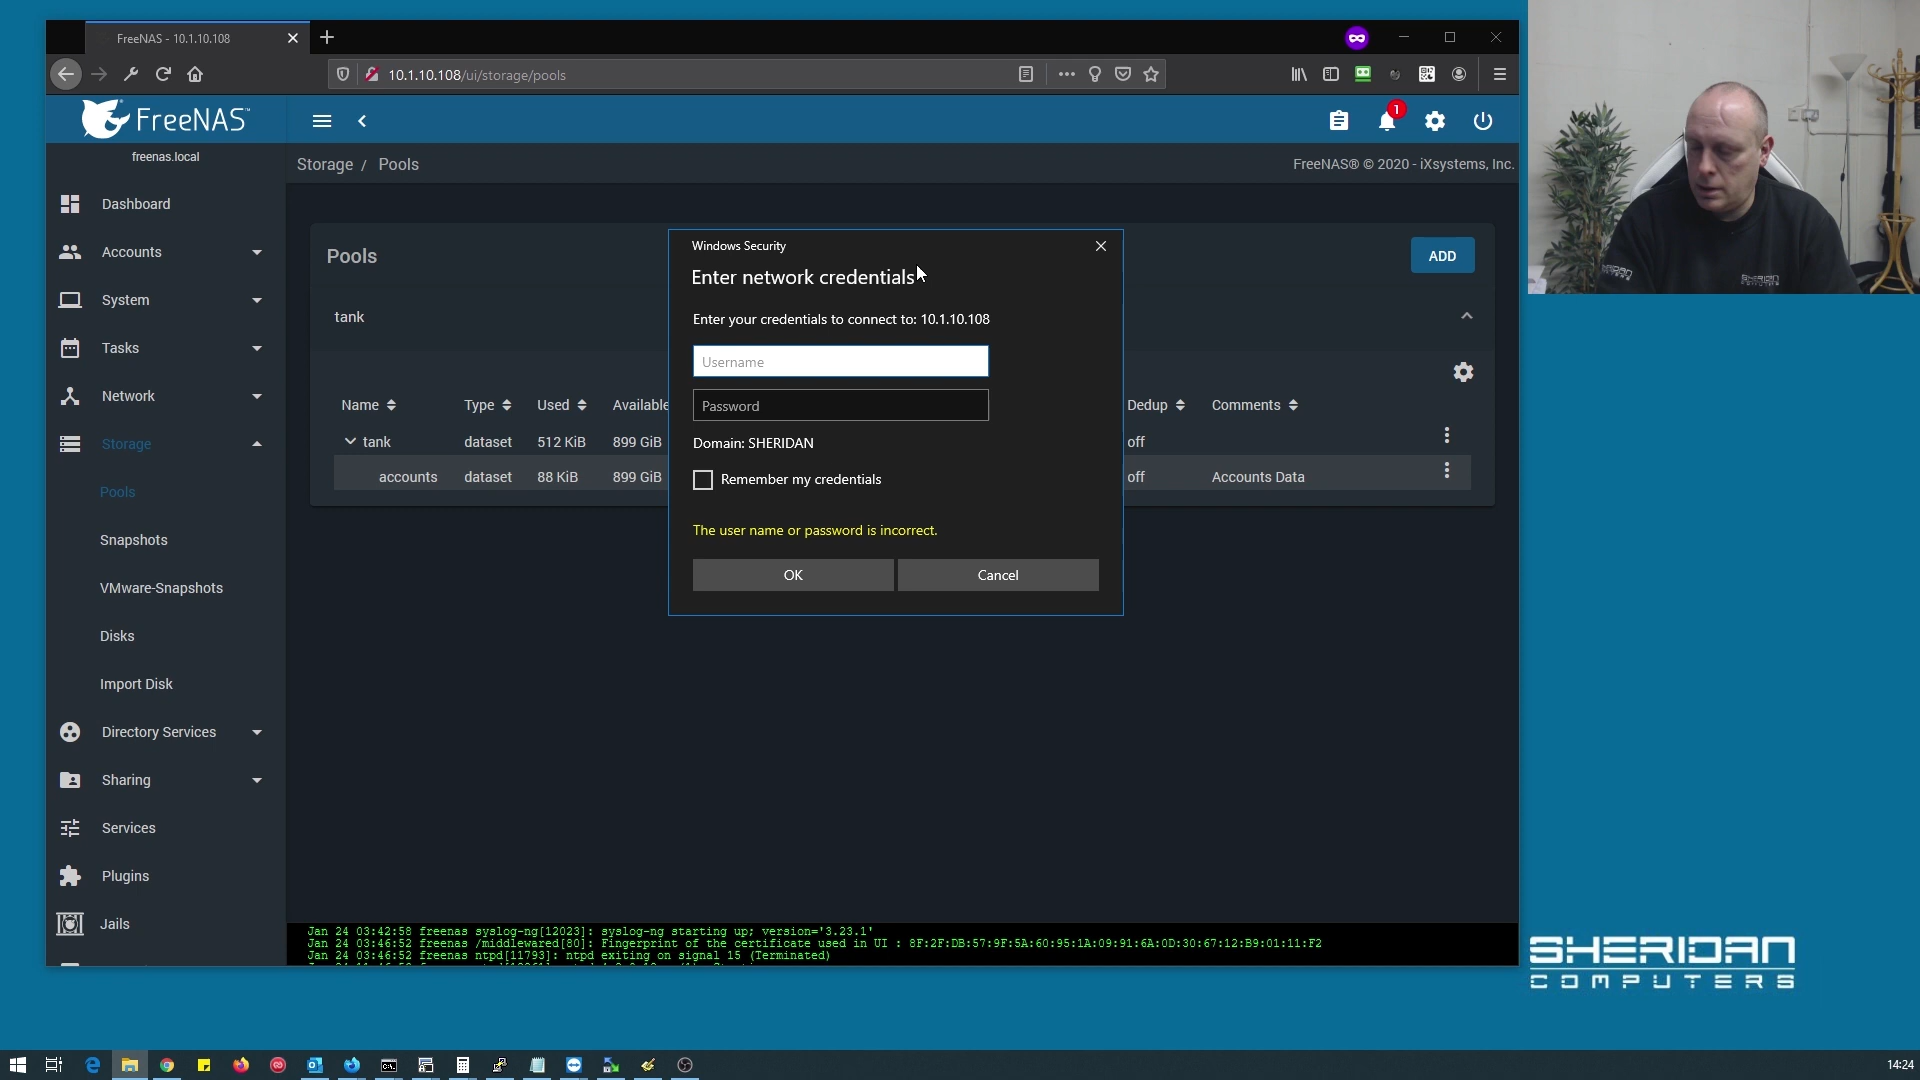 FreeNAS - 10.1.10.108
10.1.10.108/ui/storage/pools
FreeNAS™
1
freenas.local
Storage / Pools
FreeNAS® © 2020 - iXsystems, Inc.
Dashboard
Accounts
System
Tasks
Network
Storage
Pools
Snapshots
VMware-Snapshots
Disks
Import Disk
Directory Services
Sharing
Services
Plugins
Jails
Pools
ADD
tank
Name Type Used Available Dedup Comments
tank dataset 512 KiB 899 GiB off
accounts dataset 88 KiB 899 GiB off Accounts Data
Windows Security
Enter network credentials
Enter your credentials to connect to: 10.1.10.108
Username
Password
Domain: SHERIDAN
Remember my credentials
The user name or password is incorrect.
OK Cancel
Jan 24 03:42:58 freenas syslog-ng[12023]: syslog-ng starting up; version='3.23.1'
Jan 24 03:46:52 freenas /middlewared[80]: Fingerprint of the certificate used in UI : 8F:2F:DB:57:9F:5A:60:95:1A:09:91:6A:0D:30:67:12:B9:01:11:F2
Jan 24 03:46:52 freenas ntpd[11793]: ntpd exiting on signal 15 (Terminated)
SHERIDAN
COMPUTERS
SHERIDAN
COMPUTERS
14:24